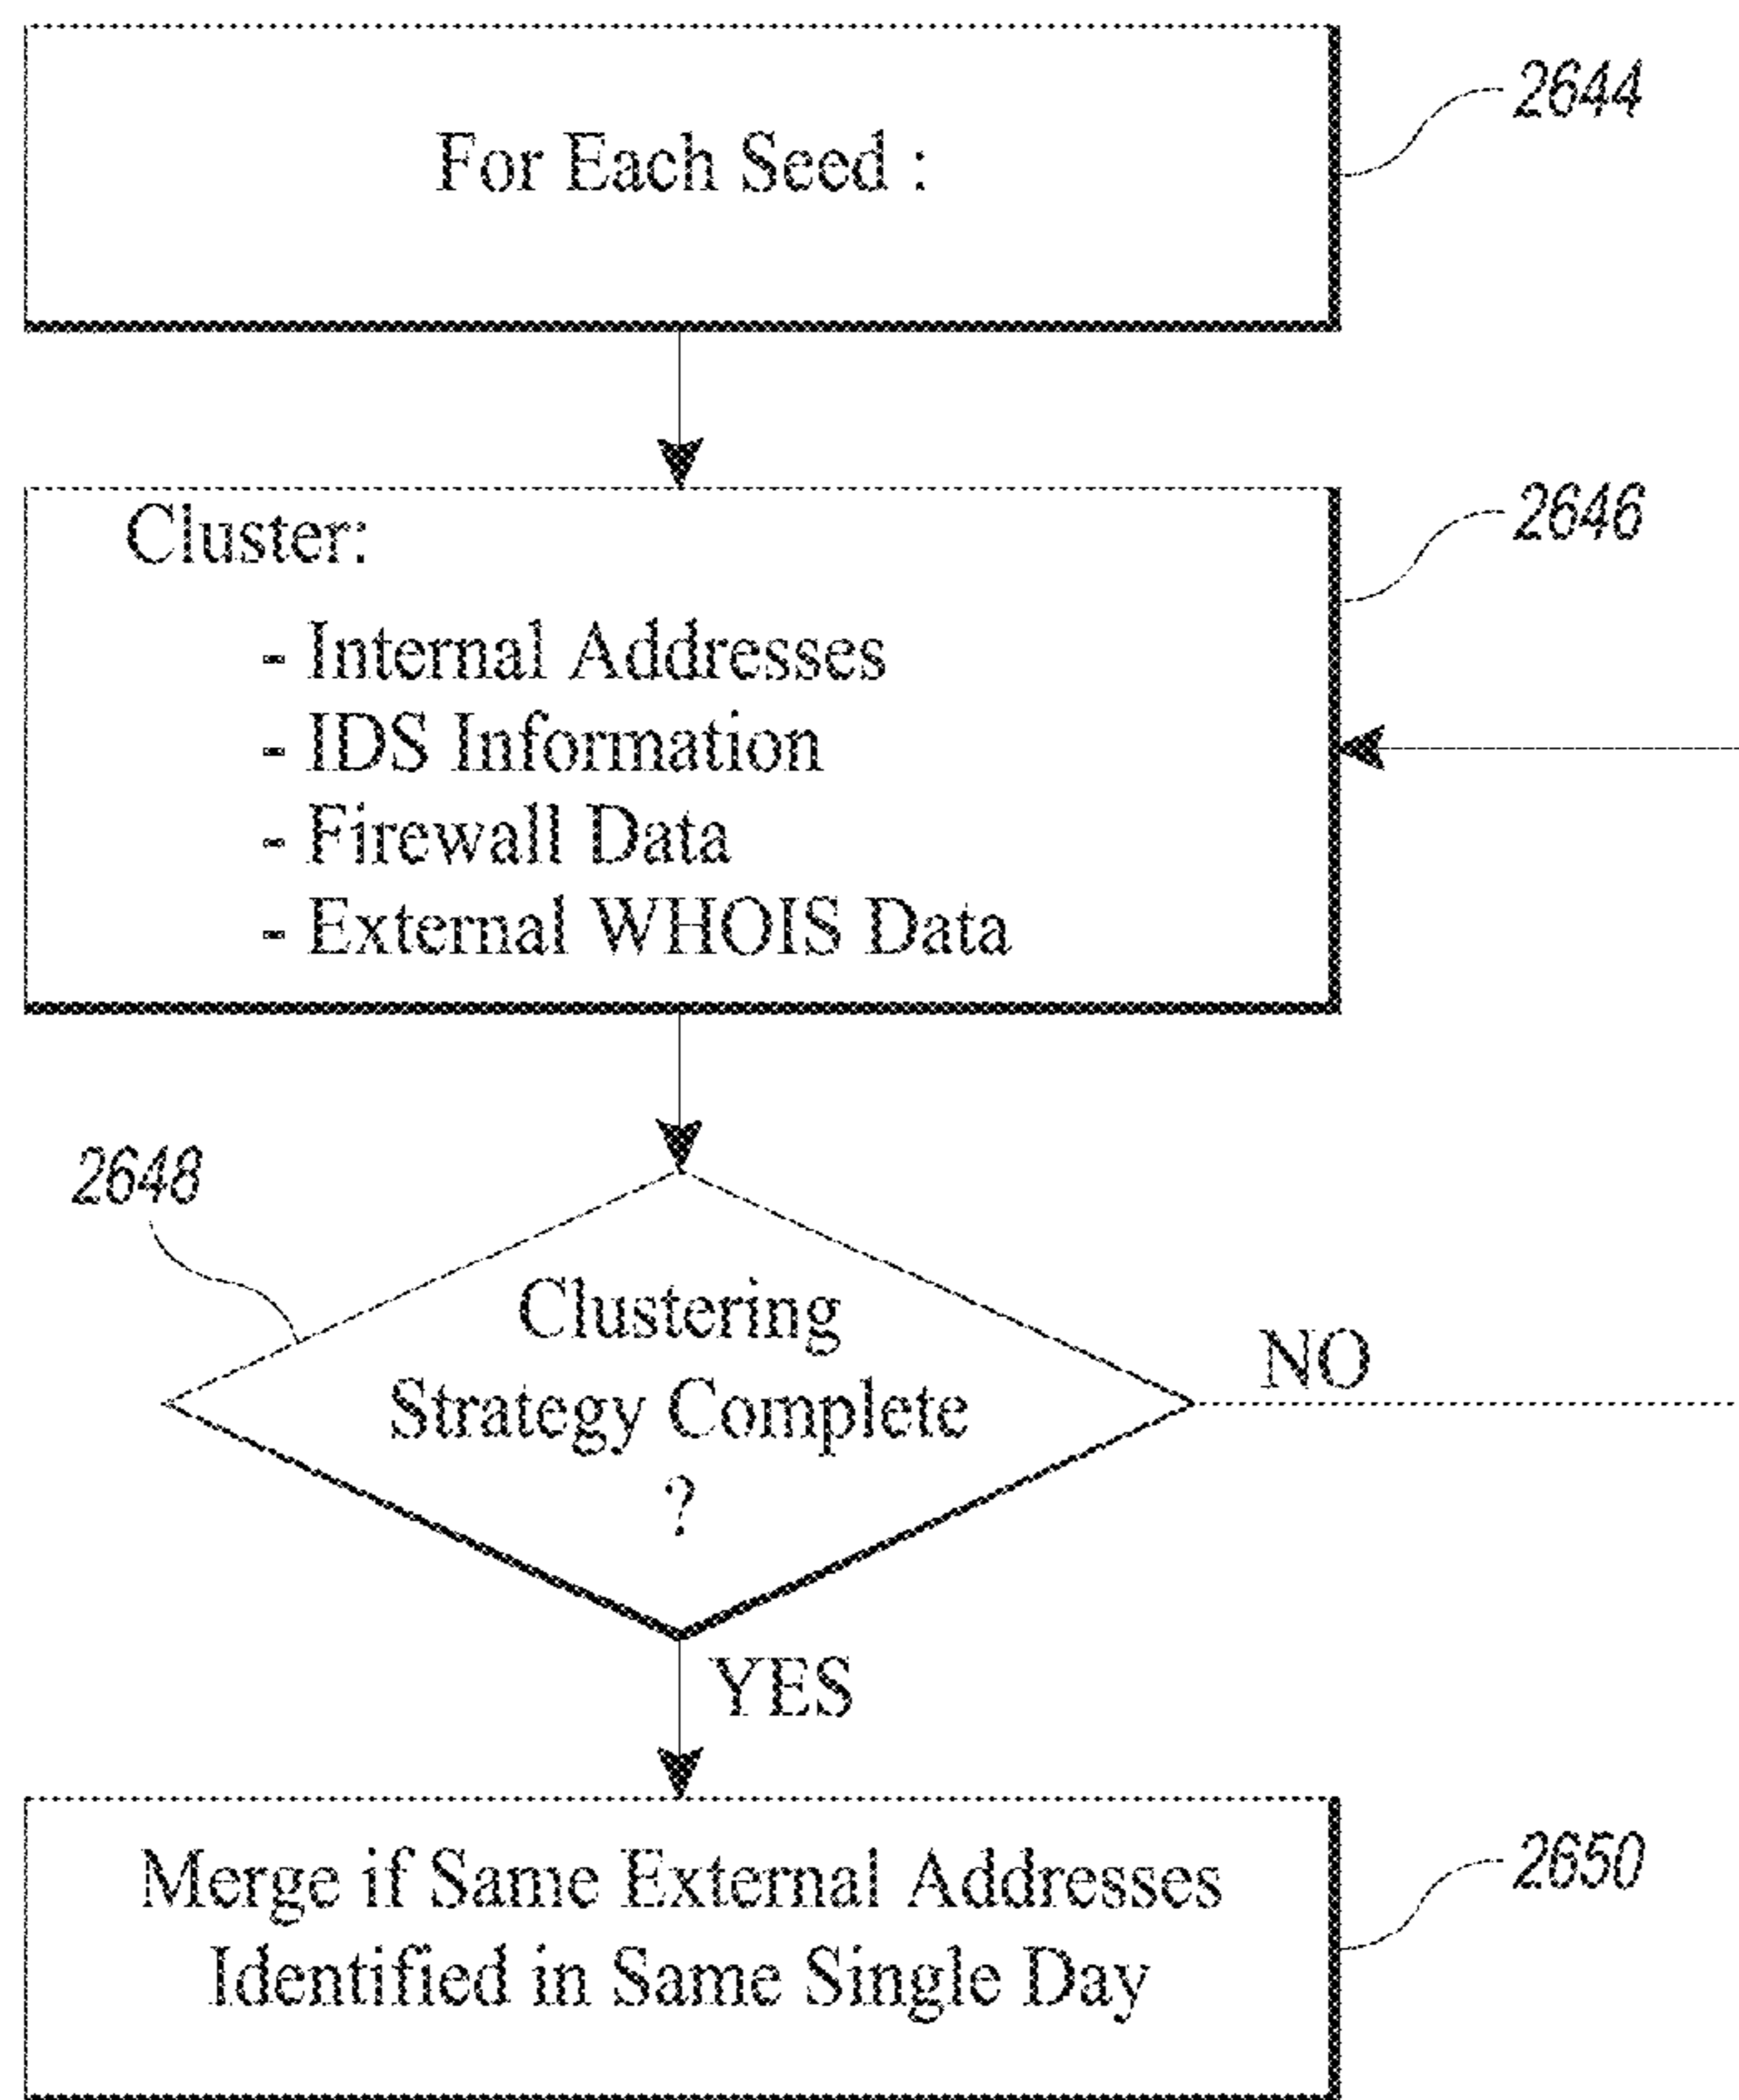 For Each Seed :
2644
Cluster:
- Internal Addresses
- IDS Information
- Firewall Data
- External WHOIS Data
2646
2648
Clustering
Strategy Complete
?
NO
YES
Merge if Same External Addresses
Identified in Same Single Day
2650